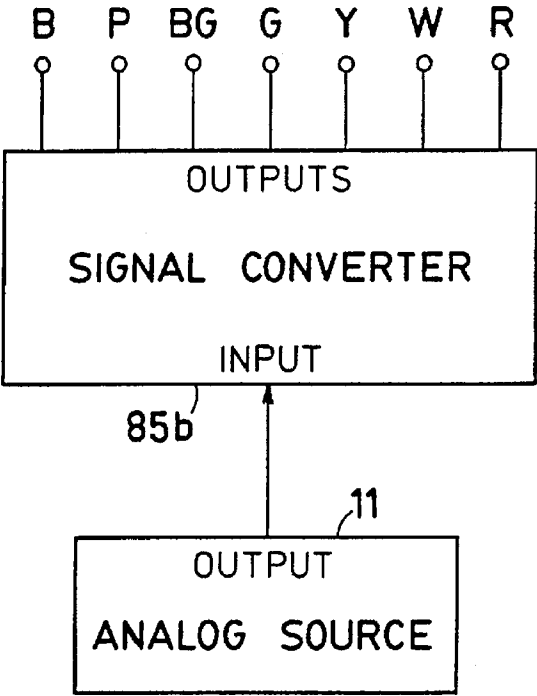 B P BG G Y W R
OUTPUTS
SIGNAL CONVERTER
INPUT
85b
11
OUTPUT
ANALOG SOURCE